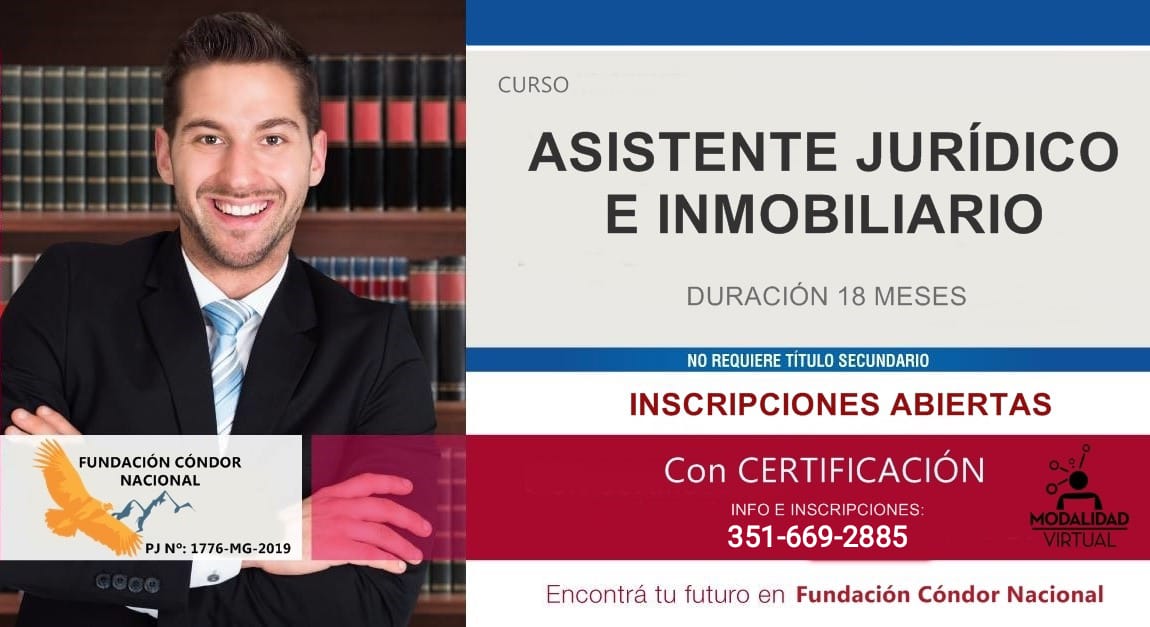 CURSO
ASISTENTE JURÍDICO
E INMOBILIARIO
DURACIÓN 18 MESES
NO REQUIERE TÍTULO SECUNDARIO
INSCRIPCIONES ABIERTAS
FUNDACIÓN CÓNDOR
NACIONAL
PJ Nº: 1776-MG-2019
Con CERTIFICACIÓN
INFO E INSCRIPCIONES:
351-669-2885
MODALIDAD
VIRTUAL
Encontrá tu futuro en Fundación Cóndor Nacional